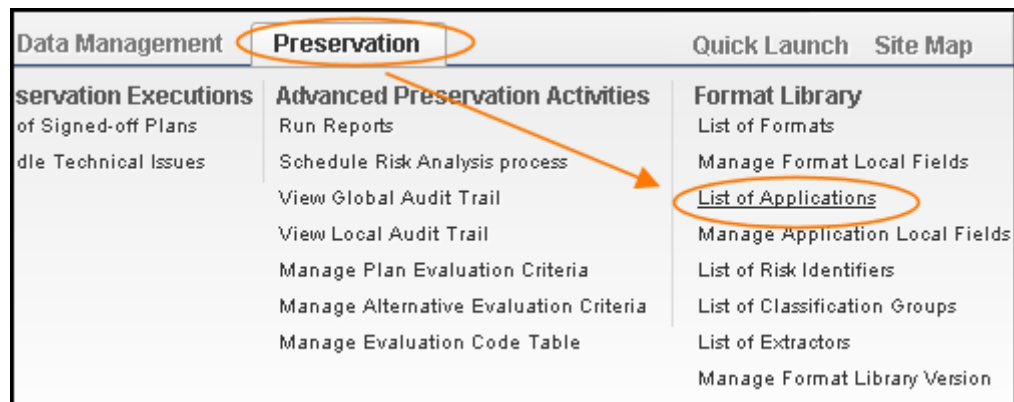 Data Management Preservation Quick Launch Site Map
servation Executions
of Signed-off Plans
dle Technical Issues
Advanced Preservation Activities
Run Reports
Schedule Risk Analysis process
View Global Audit Trail
View Local Audit Trail
Manage Plan Evaluation Criteria
Manage Alternative Evaluation Criteria
Manage Evaluation Code Table
Format Library
List of Formats
Manage Format Local Fields
List of Applications
Manage Application Local Fields
List of Risk Identifiers
List of Classification Groups
List of Extractors
Manage Format Library Version